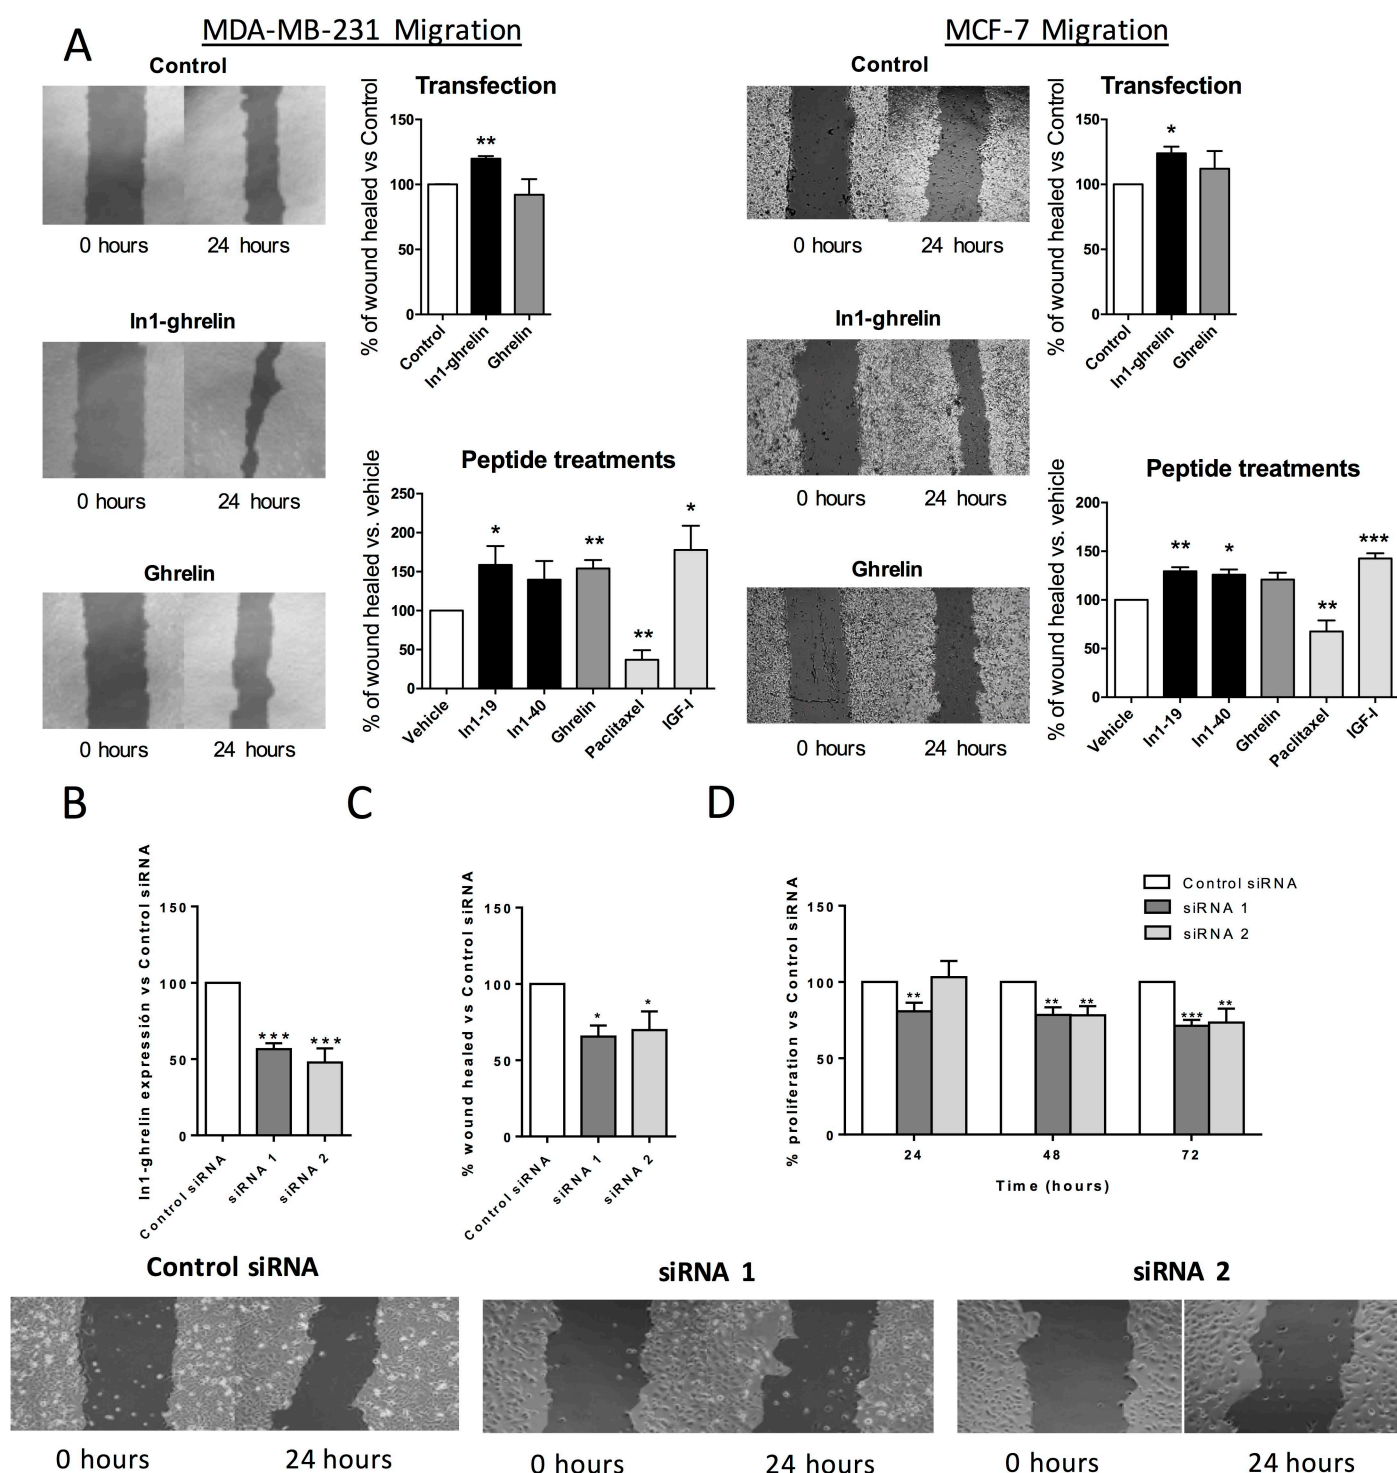 A
MDA-MB-231 Migration
Control
0 hours
24 hours
In1-ghrelin
0 hours
24 hours
Ghrelin
0 hours
24 hours
Transfection
% of wound healed vs Control
150
100
50
0
**
Control
In1-ghrelin
Ghrelin
Peptide treatments
% of wound healed vs. vehicle
250
200
150
100
50
0
*
**
**
*
Vehicle
In1-19
In1-40
Ghrelin
Paclitaxel
IGF-I
MCF-7 Migration
Control
0 hours
24 hours
In1-ghrelin
0 hours
24 hours
Ghrelin
0 hours
24 hours
Transfection
% of wound healed vs Control
150
100
50
0
*
Control
In1-ghrelin
Ghrelin
Peptide treatments
% of wound healed vs. vehicle
200
150
100
50
0
**
*
**
***
Vehicle
In1-19
In1-40
Ghrelin
Paclitaxel
IGF-I
B
In1-ghrelin expressión vs Control siRNA
150
100
50
0
***
***
Control siRNA
siRNA 1
siRNA 2
C
% wound healed vs Control siRNA
150
100
50
0
*
*
Control siRNA
siRNA 1
siRNA 2
D
% proliferation vs Control siRNA
150
100
50
0
Control siRNA
siRNA 1
siRNA 2
**
**
**
***
**
24
48
72
Time (hours)
Control siRNA
0 hours
24 hours
siRNA 1
0 hours
24 hours
siRNA 2
0 hours
24 hours